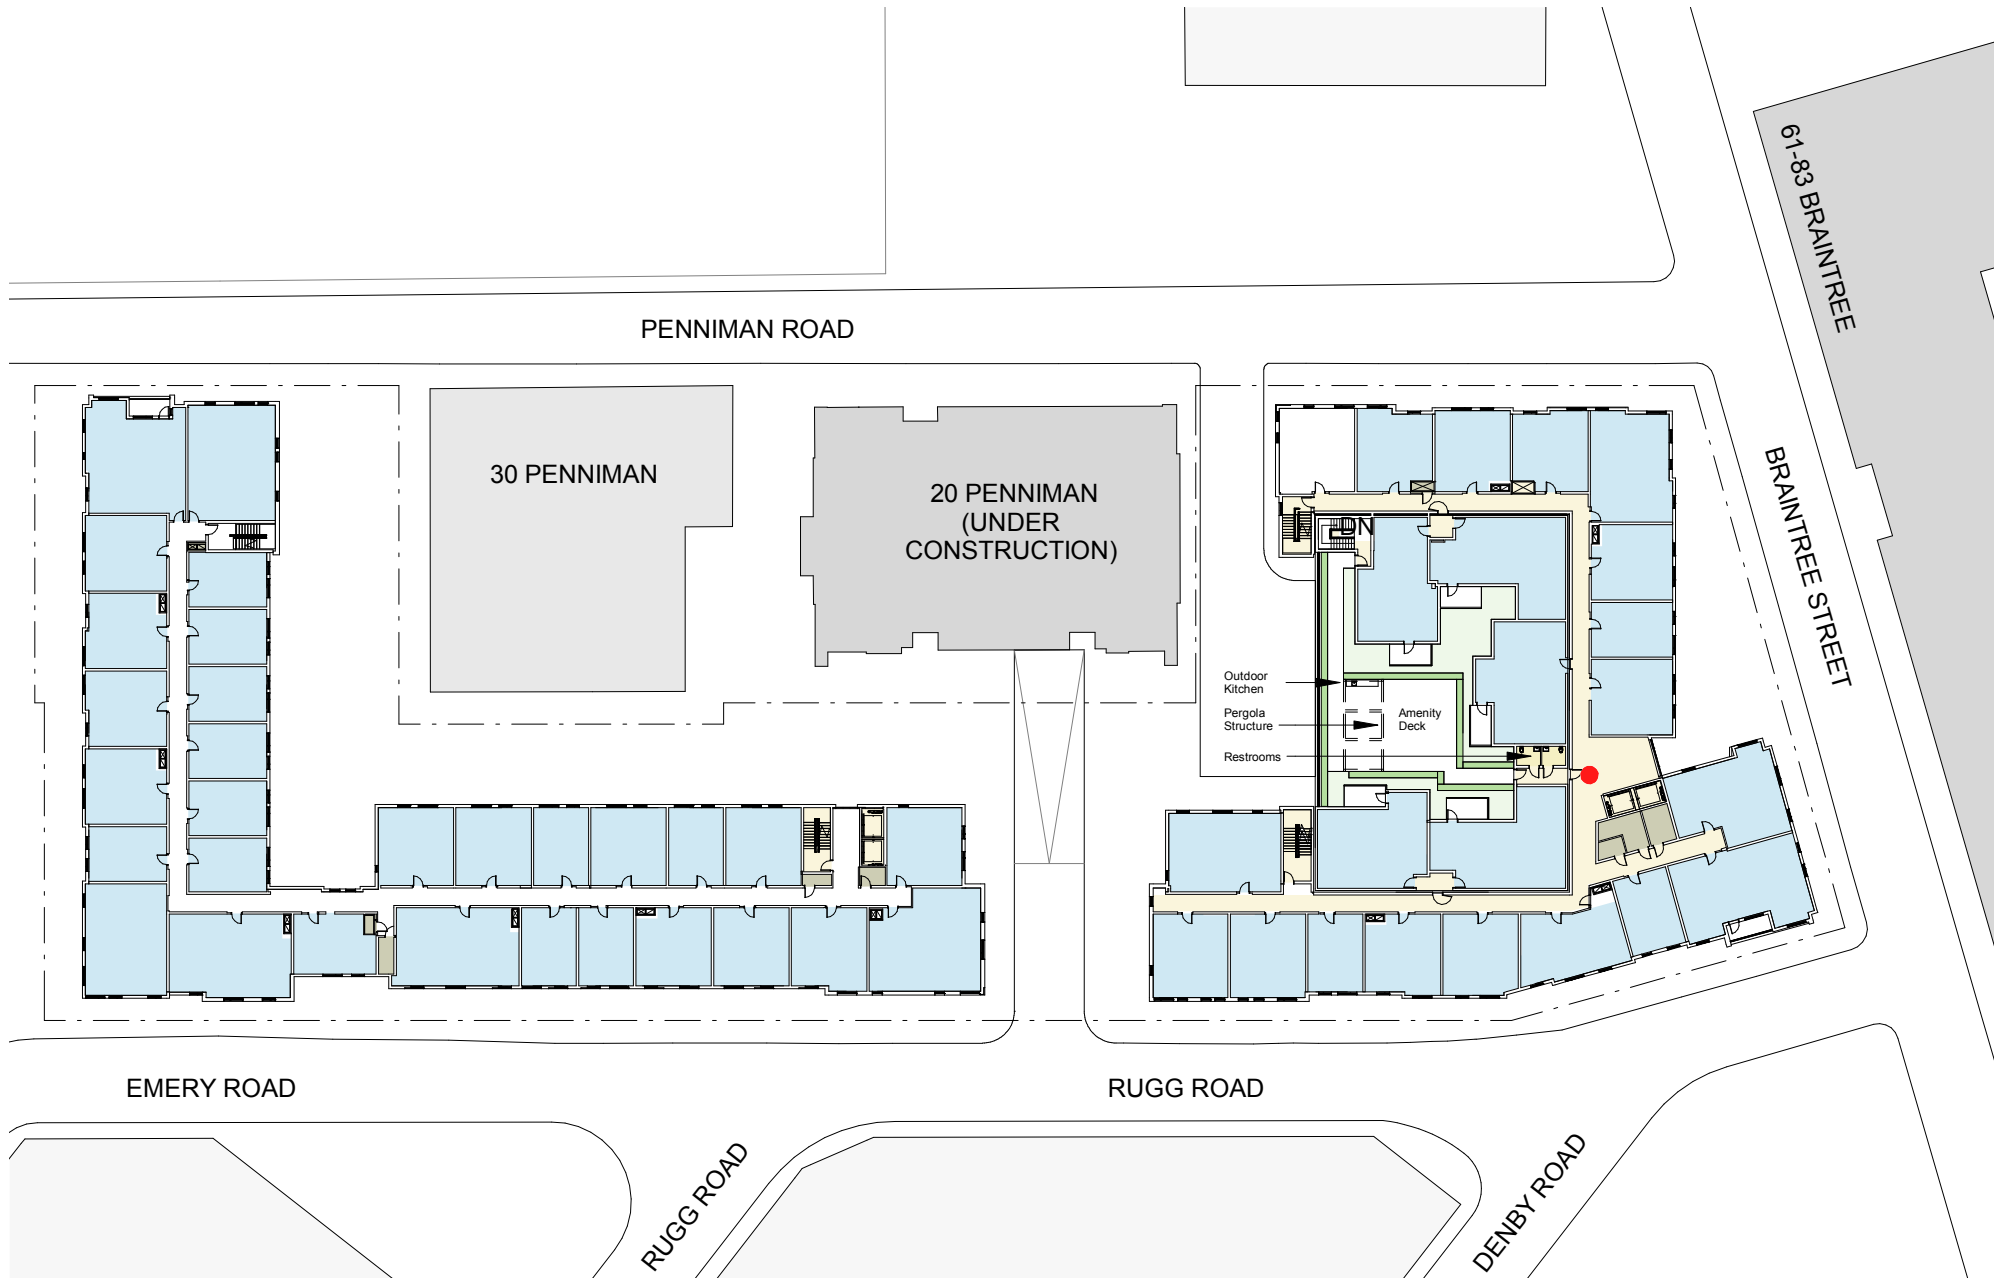 61-83 BRAINTREE
PENNIMAN ROAD
30 PENNIMAN
20 PENNIMAN
(UNDER
CONSTRUCTION)
BRAINTREE STREET
DN
Outdoor
Kitchen
Pergola
Structure
Amenity
Deck
Restrooms
EMERY ROAD
RUGG ROAD
RUGG ROAD
DENBY ROAD